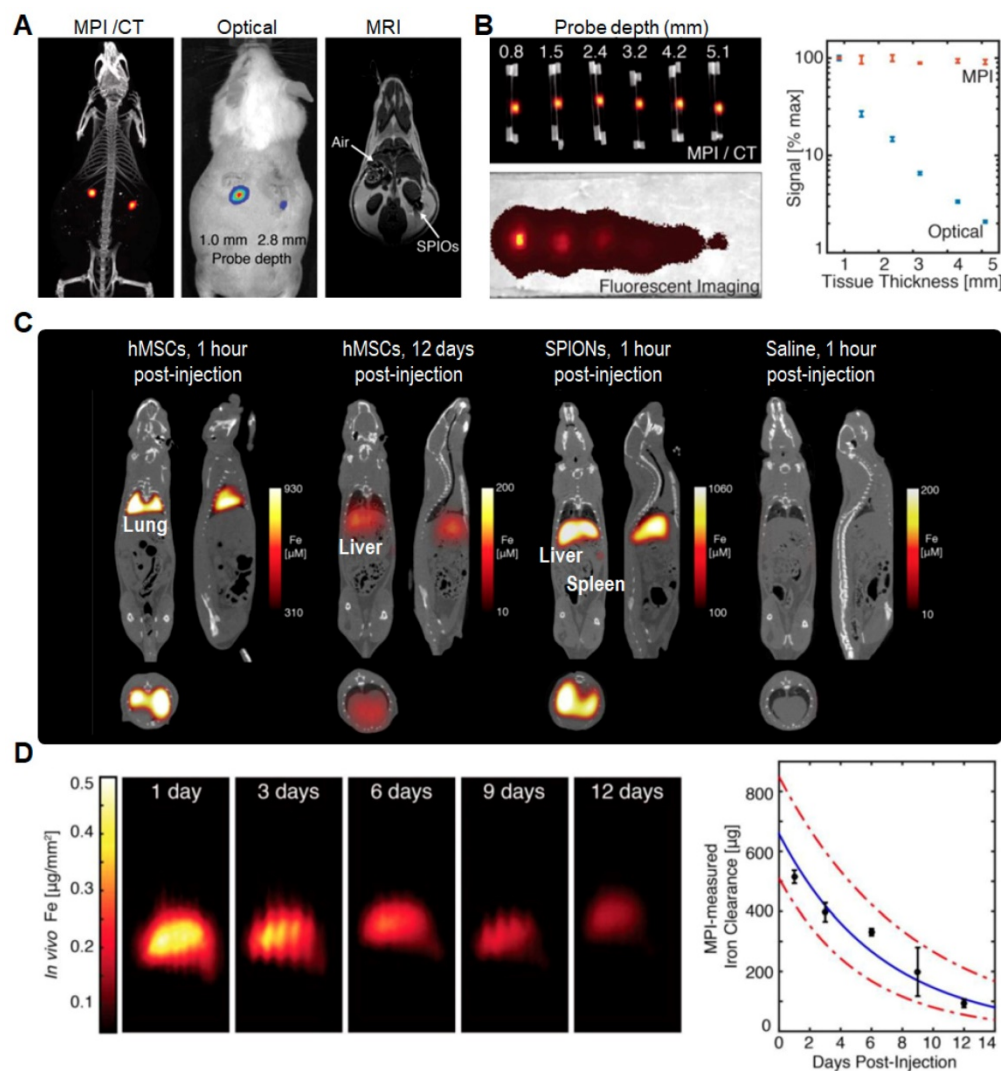 A
MPI /CT
Optical
MRI
Air
SPIOs
1.0 mm 2.8 mm
Probe depth
B
Probe depth (mm)
0.8 1.5 2.4 3.2 4.2 5.1
MPI / CT
Fluorescent Imaging
Signal [% max]
100
10
1
MPI
Optical
1 2 3 4 5
Tissue Thickness [mm]
C
hMSCs, 1 hour
post-injection
hMSCs, 12 days
post-injection
SPIONs, 1 hour
post-injection
Saline, 1 hour
post-injection
Lung
930
Fe
[µM]
310
Liver
200
Fe
[µM]
10
Liver
Spleen
1060
Fe
[µM]
100
200
Fe
[µM]
10
D
In vivo Fe [µg/mm²]
0.5
0.4
0.3
0.2
0.1
1 day
3 days
6 days
9 days
12 days
MPI-measured
Iron Clearance [µg]
800
600
400
200
0
0 2 4 6 8 10 12 14
Days Post-Injection